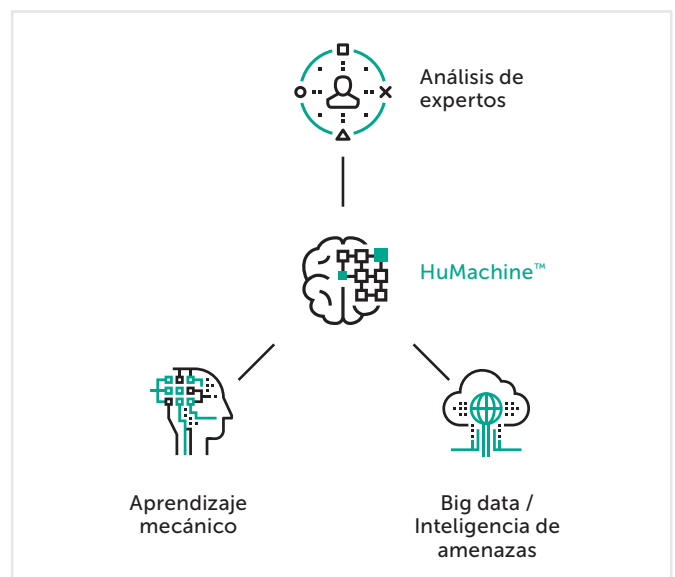 Análisis de
expertos
HuMachine™
Aprendizaje
mecánico
Big data /
Inteligencia de
amenazas